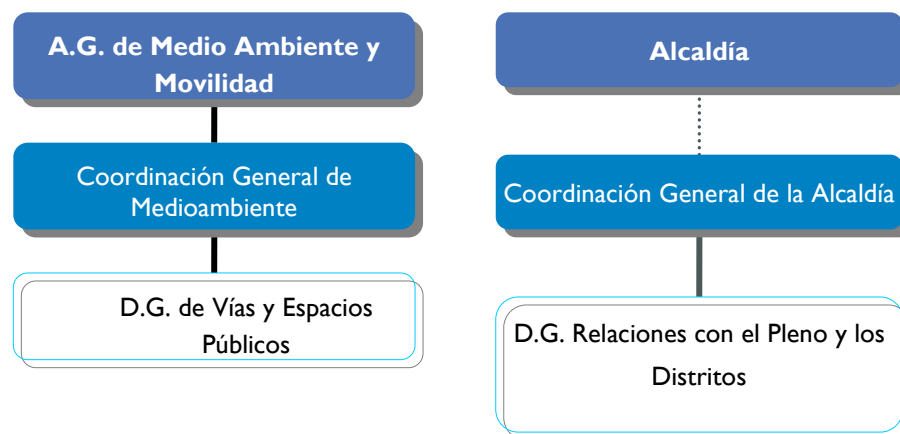 A.G. de Medio Ambiente y
Movilidad
Coordinación General de
Medioambiente
D.G. de Vías y Espacios
Públicos
Alcaldía
Coordinación General de la Alcaldía
D.G. Relaciones con el Pleno y los
Distritos